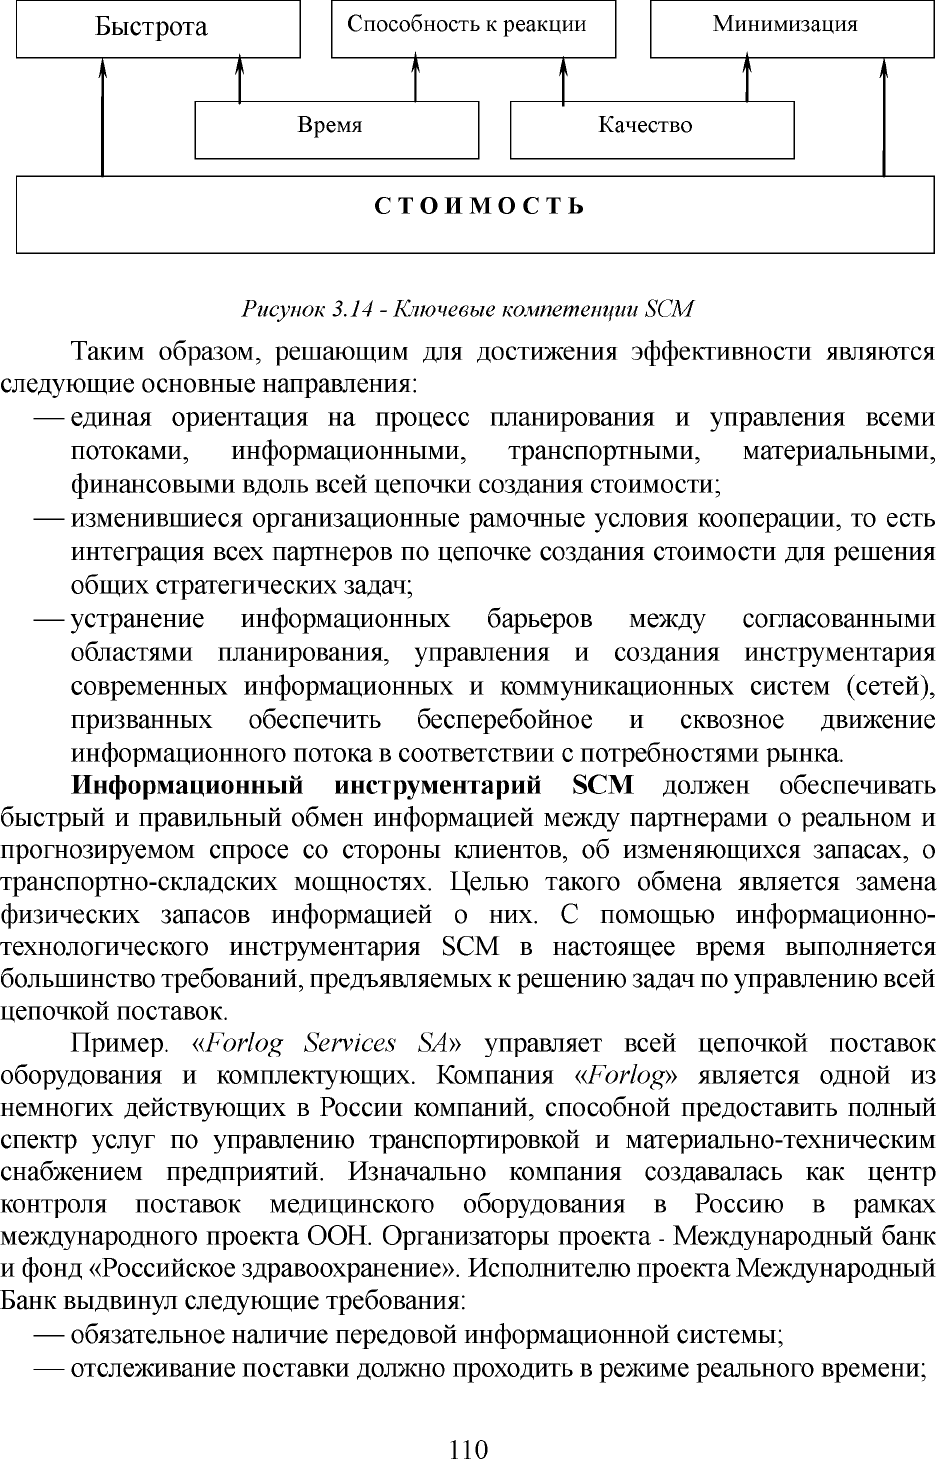 Быстрота
Способность к реакции
Минимизация
Время
Качество
С Т О И М О С Т Ь
Рисунок 3.14 - Ключевые компетенции SCM
Таким образом, решающим для достижения эффективности являются
следующие основные направления:
— единая ориентация на процесс планирования и управления всеми
потоками, информационными, транспортными, материальными,
финансовыми вдоль всей цепочки создания стоимости;
— изменившиеся организационные рамочные условия кооперации, то есть
интеграция всех партнеров по цепочке создания стоимости для решения
общих стратегических задач;
— устранение информационных барьеров между согласованными
областями планирования, управления и создания инструментария
современных информационных и коммуникационных систем (сетей),
призванных обеспечить бесперебойное и сквозное движение
информационного потока в соответствии с потребностями рынка.
Информационный инструментарий SCM должен обеспечивать
быстрый и правильный обмен информацией между партнерами о реальном и
прогнозируемом спросе со стороны клиентов, об изменяющихся запасах, о
транспортно-складских мощностях. Целью такого обмена является замена
физических запасов информацией о них. С помощью информационно-
технологического инструментария SCM в настоящее время выполняется
большинство требований, предъявляемых к решению задач по управлению всей
цепочкой поставок.
Пример. «Forlog Services SA» управляет всей цепочкой поставок
оборудования и комплектующих. Компания «Forlog» является одной из
немногих действующих в России компаний, способной предоставить полный
спектр услуг по управлению транспортировкой и материально-техническим
снабжением предприятий. Изначально компания создавалась как центр
контроля поставок медицинского оборудования в Россию в рамках
международного проекта ООН. Организаторы проекта - Международный банк
и фонд «Российское здравоохранение». Исполнителю проекта Международный
Банк выдвинул следующие требования:
— обязательное наличие передовой информационной системы;
— отслеживание поставки должно проходить в режиме реального времени;
110